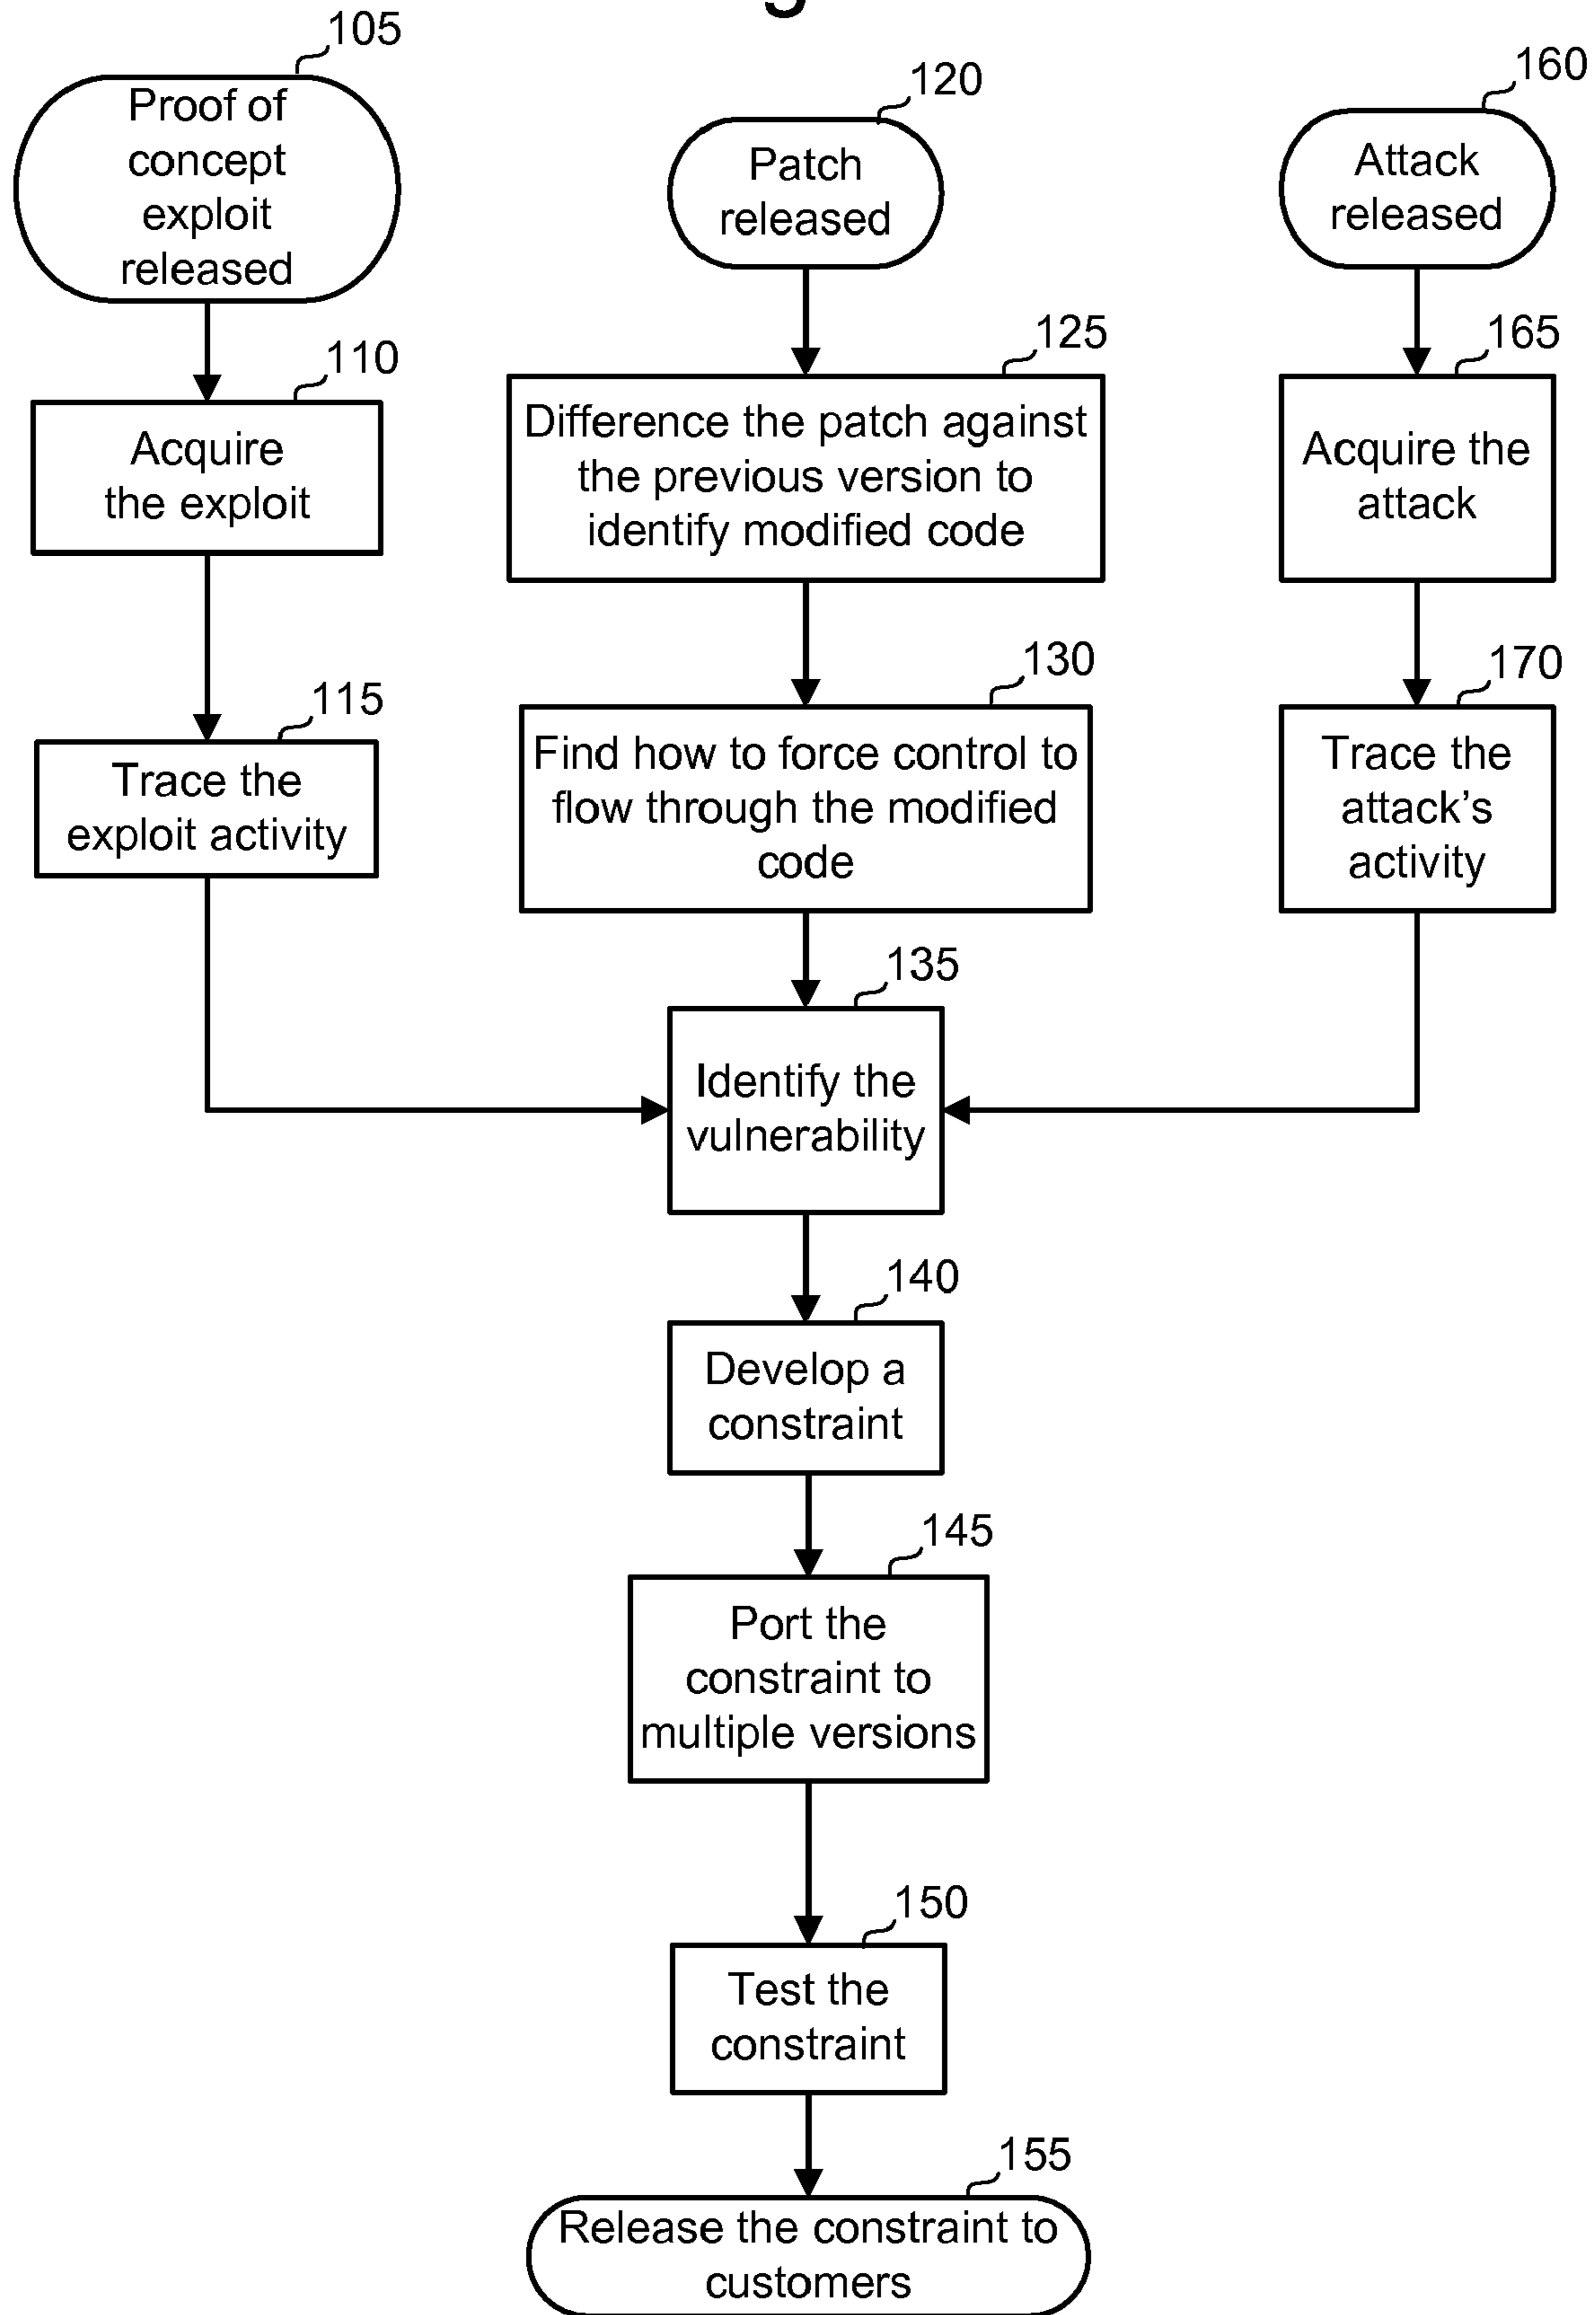 105
Proof of
concept
exploit
released
120
Patch
released
160
Attack
released
110
Acquire
the exploit
125
Difference the patch against
the previous version to
identify modified code
165
Acquire the
attack
115
Trace the
exploit activity
130
Find how to force control to
flow through the modified
code
170
Trace the
attack's
activity
135
Identify the
vulnerability
140
Develop a
constraint
145
Port the
constraint to
multiple versions
150
Test the
constraint
155
Release the constraint to
customers